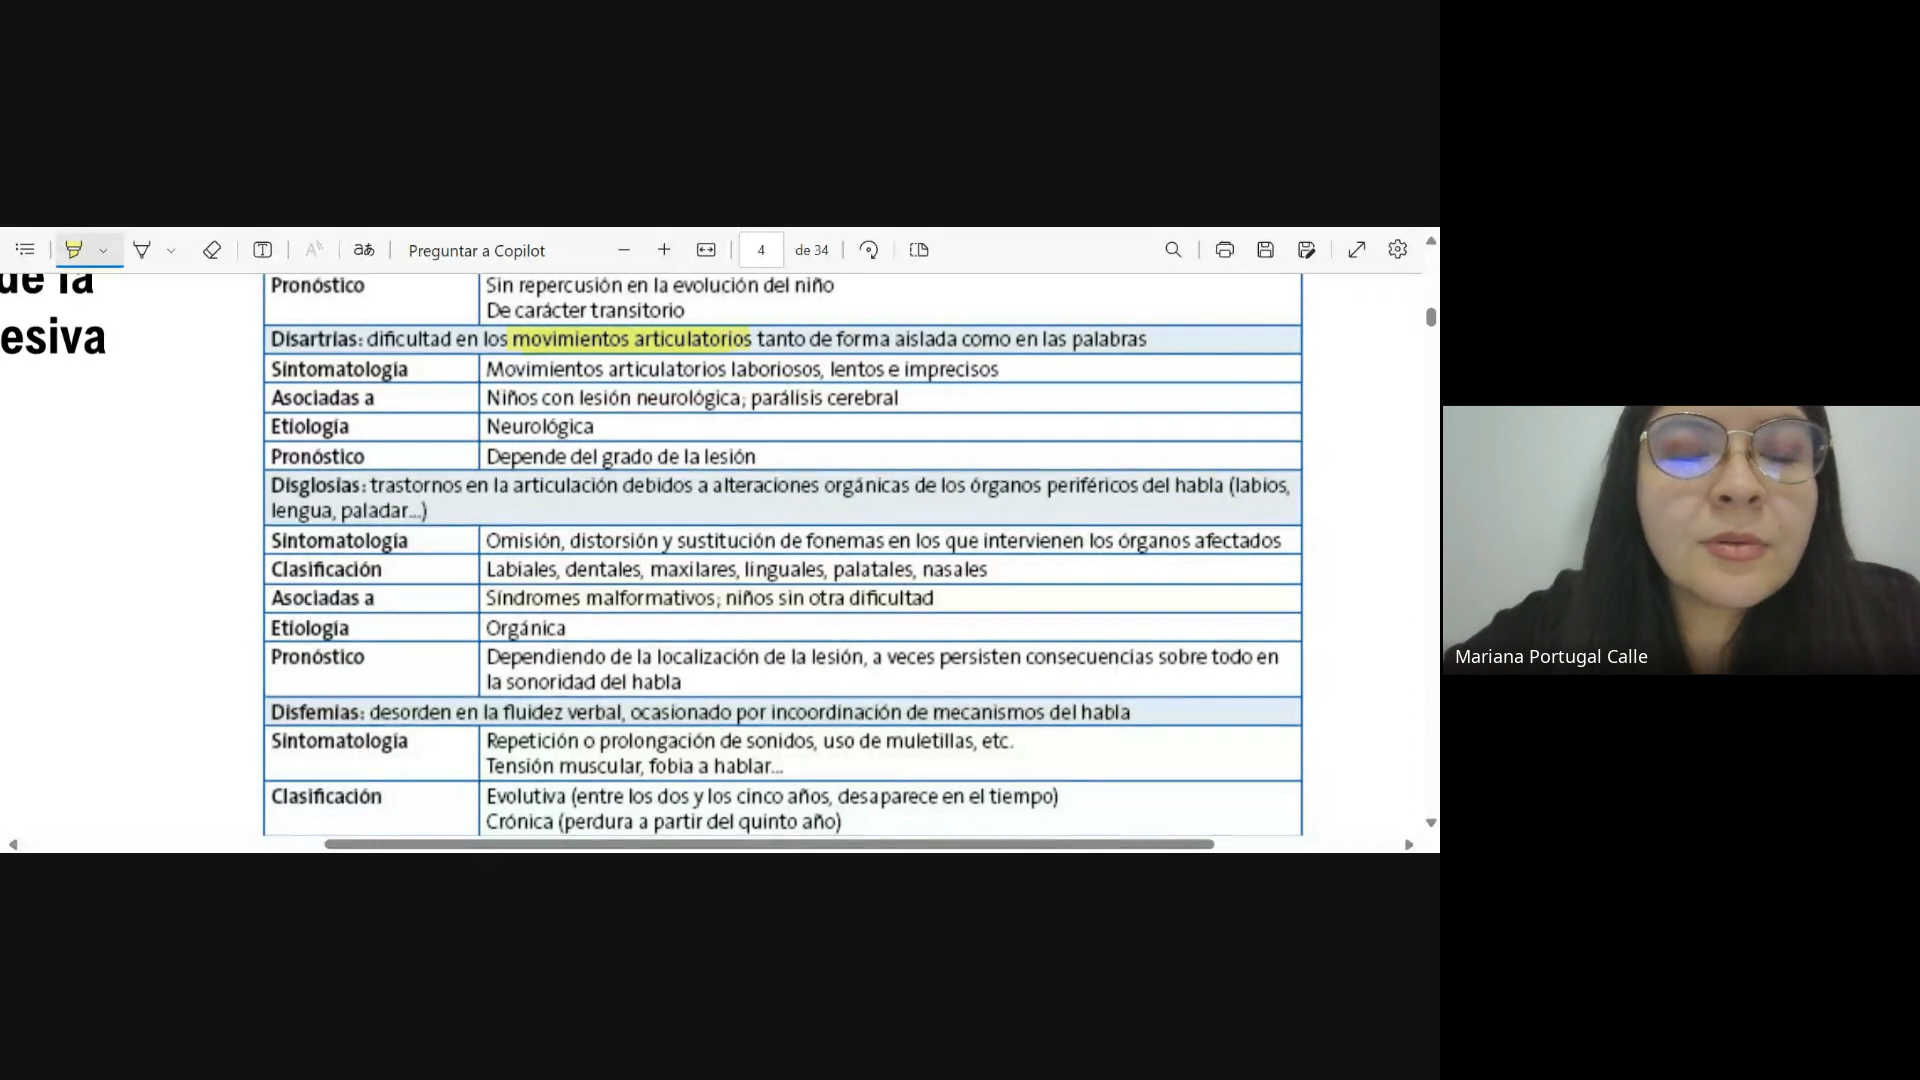 Preguntar a Copilot
4
de 34
de la
esiva
Pronóstico
Sin repercusión en la evolución del niño
De carácter transitorio
Disartrias: dificultad en los movimientos articulatorios tanto de forma aislada como en las palabras
Sintomatología
Movimientos articulatorios laboriosos, lentos e imprecisos
Asociadas a
Niños con lesión neurológica; parálisis cerebral
Etiología
Neurológica
Pronóstico
Depende del grado de la lesión
Disglosias: trastornos en la articulación debidos a alteraciones orgánicas de los órganos periféricos del habla (labios,
lengua, paladar...)
Sintomatología
Omisión, distorsión y sustitución de fonemas en los que intervienen los órganos afectados
Clasificación
Labiales, dentales, maxilares, linguales, palatales, nasales
Asociadas a
Síndromes malformativos; niños sin otra dificultad
Etiología
Orgánica
Pronóstico
Dependiendo de la localización de la lesión, a veces persisten consecuencias sobre todo en
la sonoridad del habla
Disfemias: desorden en la fluidez verbal, ocasionado por incoordinación de mecanismos del habla
Sintomatología
Repetición o prolongación de sonidos, uso de muletillas, etc.
Tensión muscular, fobia a hablar...
Clasificación
Evolutiva (entre los dos y los cinco años, desaparece en el tiempo)
Crónica (perdura a partir del quinto año)
Mariana Portugal Calle